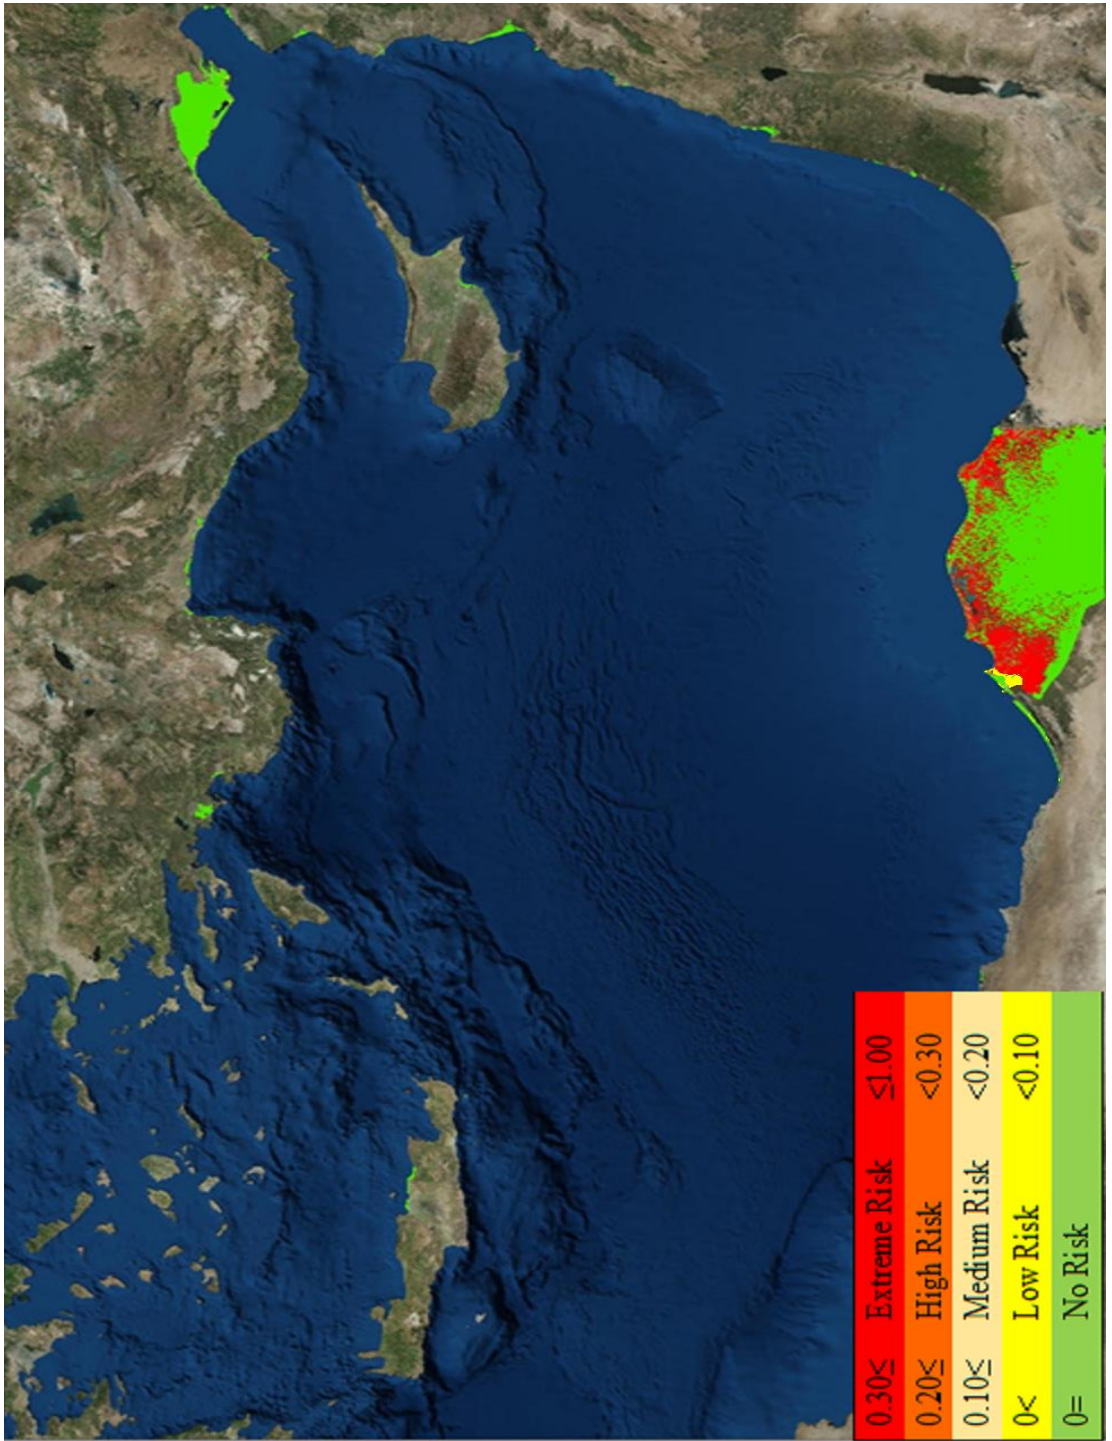 0.30≤ Extreme Risk ≤1.00
0.20≤ High Risk <0.30
0.10≤ Medium Risk <0.20
0< Low Risk <0.10
0= No Risk